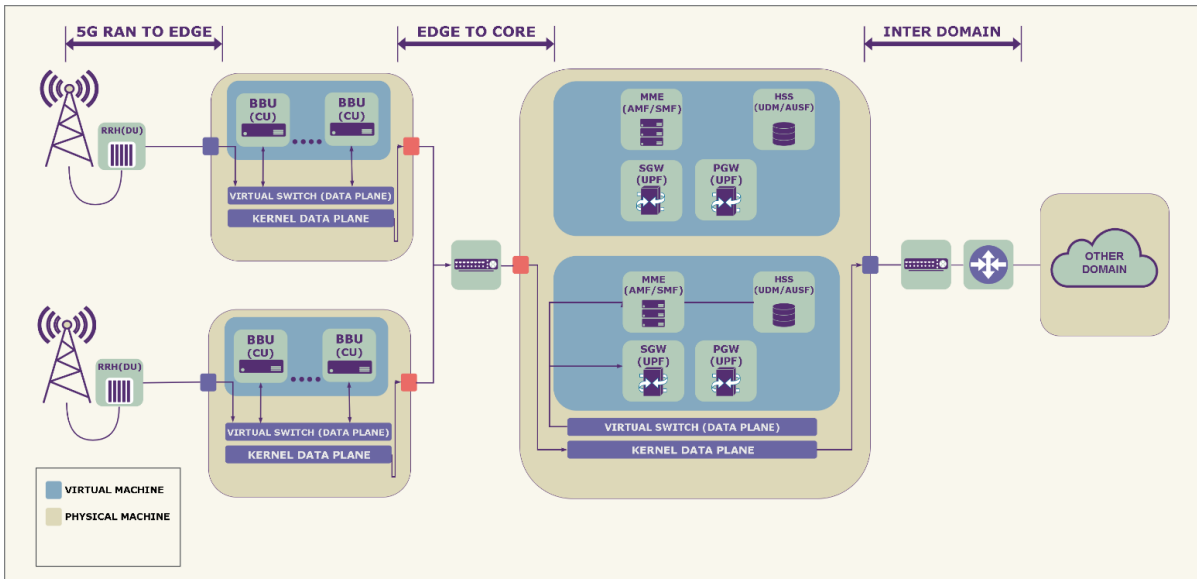 5G RAN TO EDGE
EDGE TO CORE
INTER DOMAIN
RRH(DU)
BBU
(CU)
BBU
(CU)
VIRTUAL SWITCH (DATA PLANE)
KERNEL DATA PLANE
MME
(AMF/SMF)
HSS
(UDM/AUSF)
SGW
(UPF)
PGW
(UPF)
MME
(AMF/SMF)
HSS
(UDM/AUSF)
SGW
(UPF)
PGW
(UPF)
VIRTUAL SWITCH (DATA PLANE)
KERNEL DATA PLANE
OTHER
DOMAIN
RRH(DU)
BBU
(CU)
BBU
(CU)
VIRTUAL SWITCH (DATA PLANE)
KERNEL DATA PLANE
VIRTUAL MACHINE
PHYSICAL MACHINE